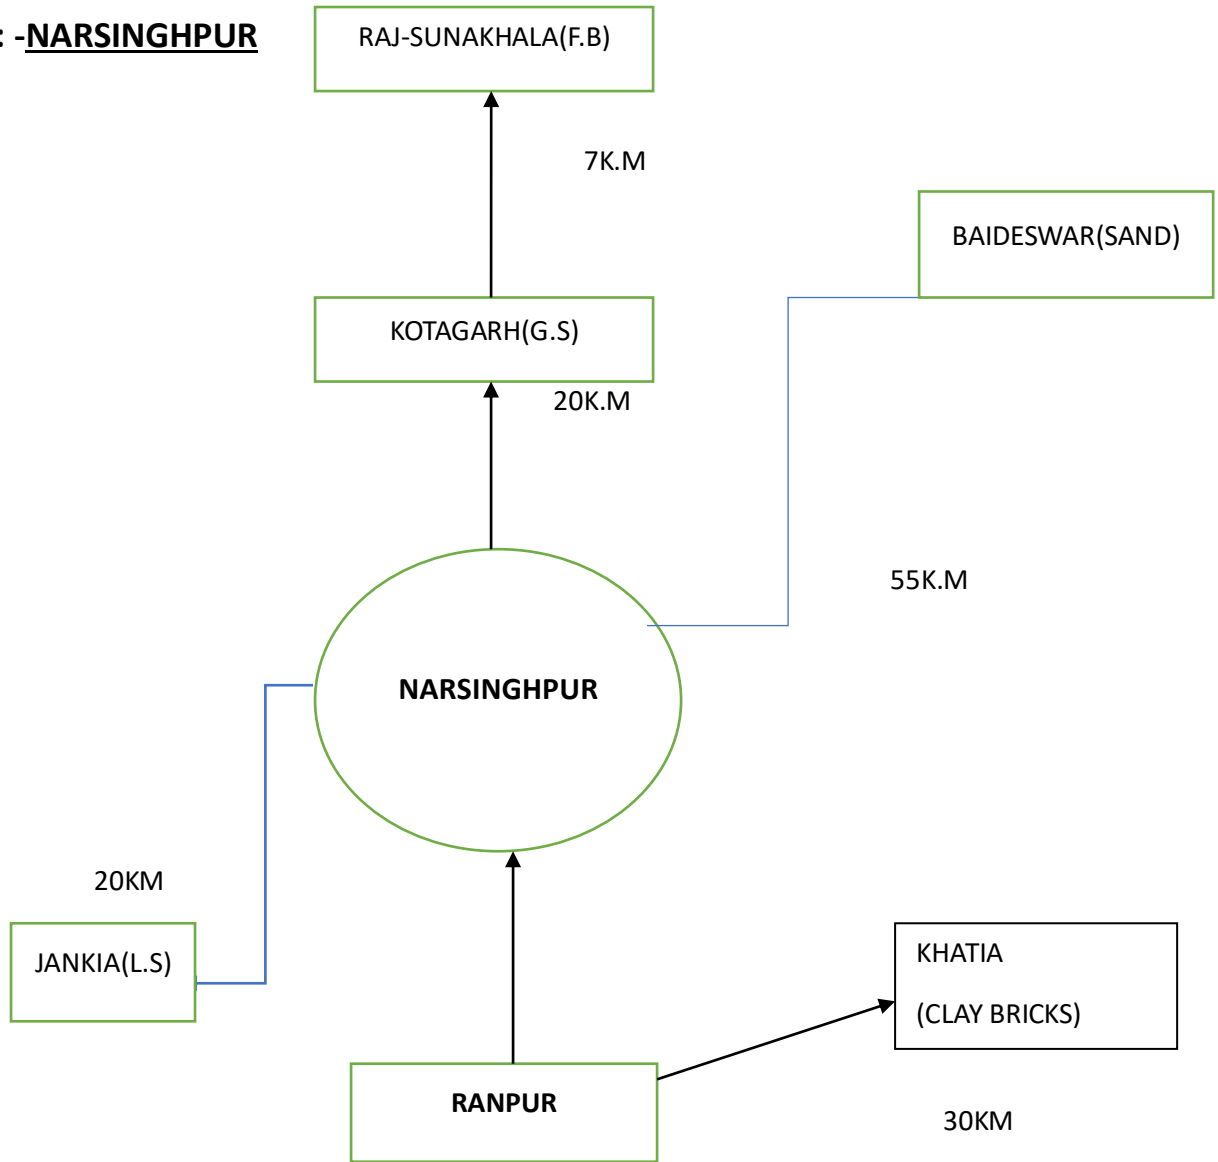 : -NARSINGHPUR
RAJ-SUNAKHALA(F.B)
7K.M
BAIDESWAR(SAND)
KOTAGARH(G.S)
20K.M
55K.M
NARSINGHPUR
20KM
JANKIA(L.S)
KHATIA
(CLAY BRICKS)
RANPUR
30KM